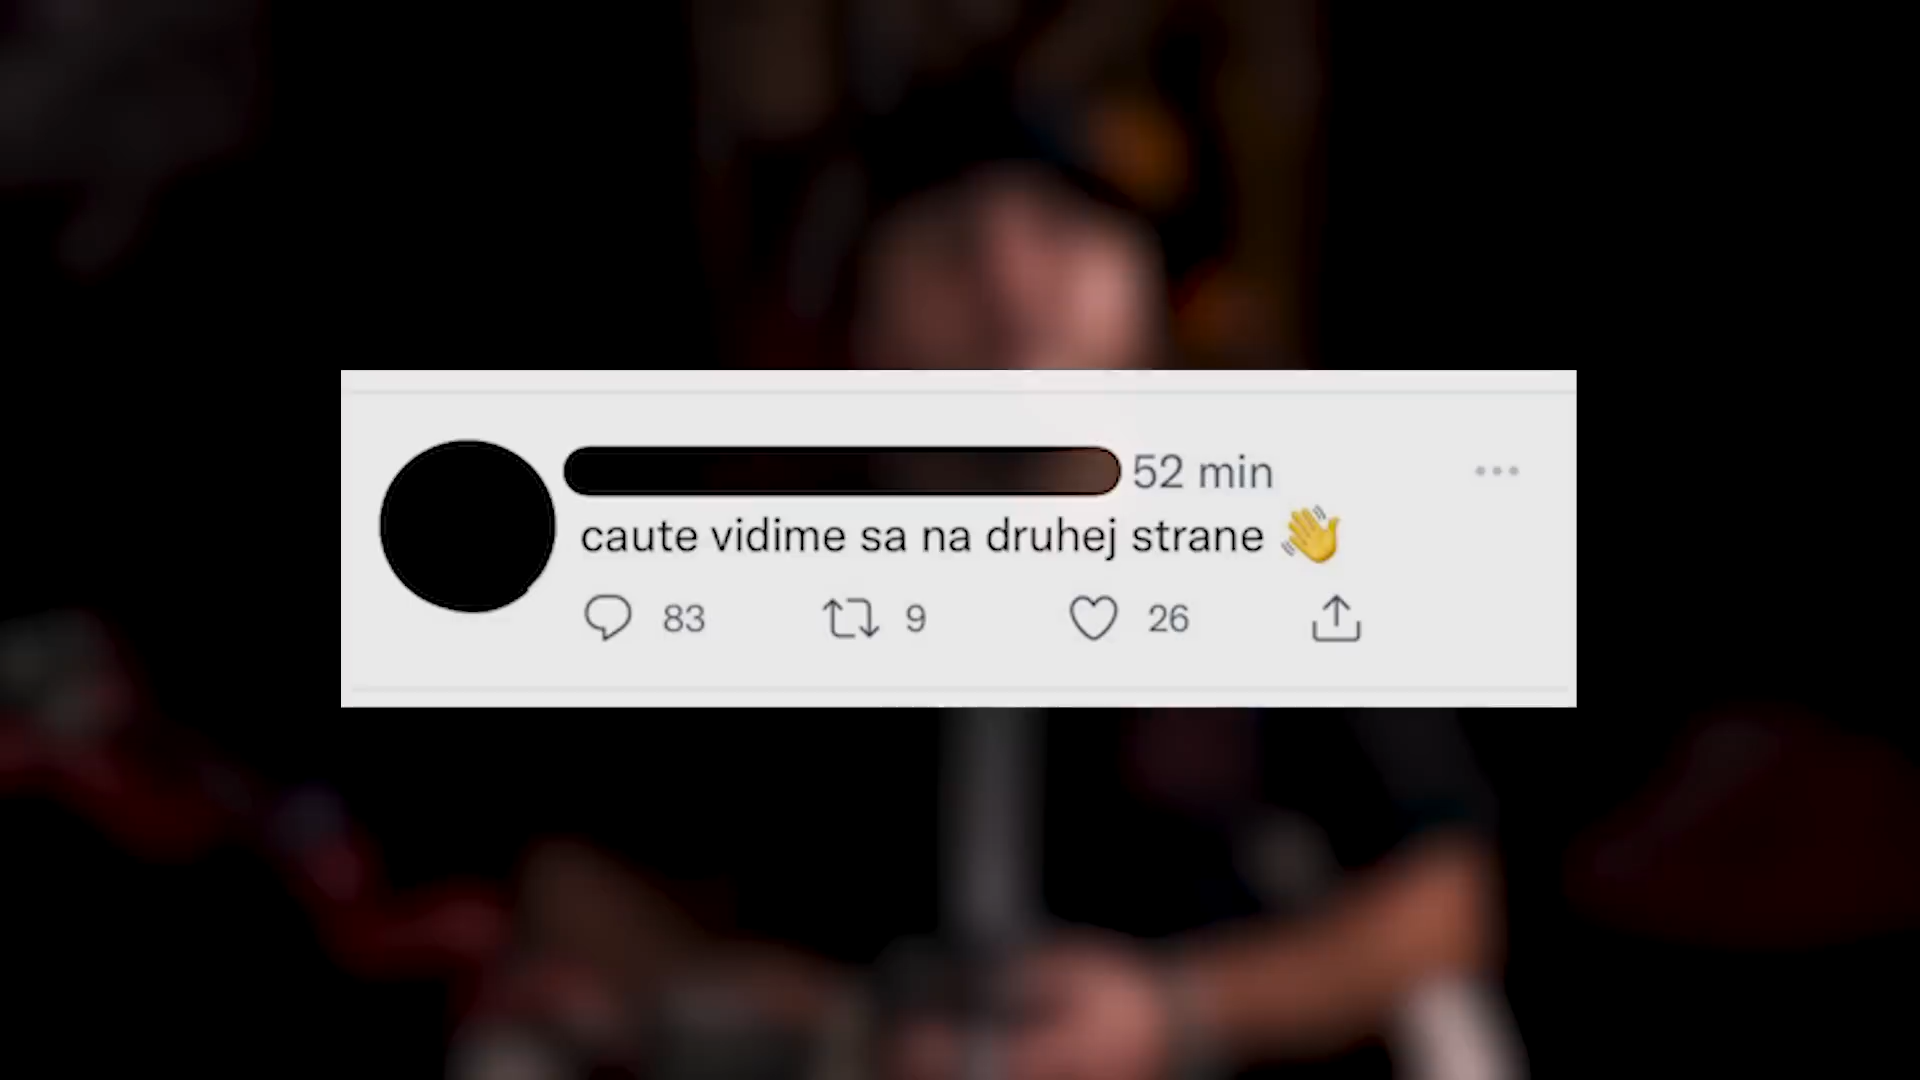 52 min
caute vidime sa na druhej strane 👋
83 9 26